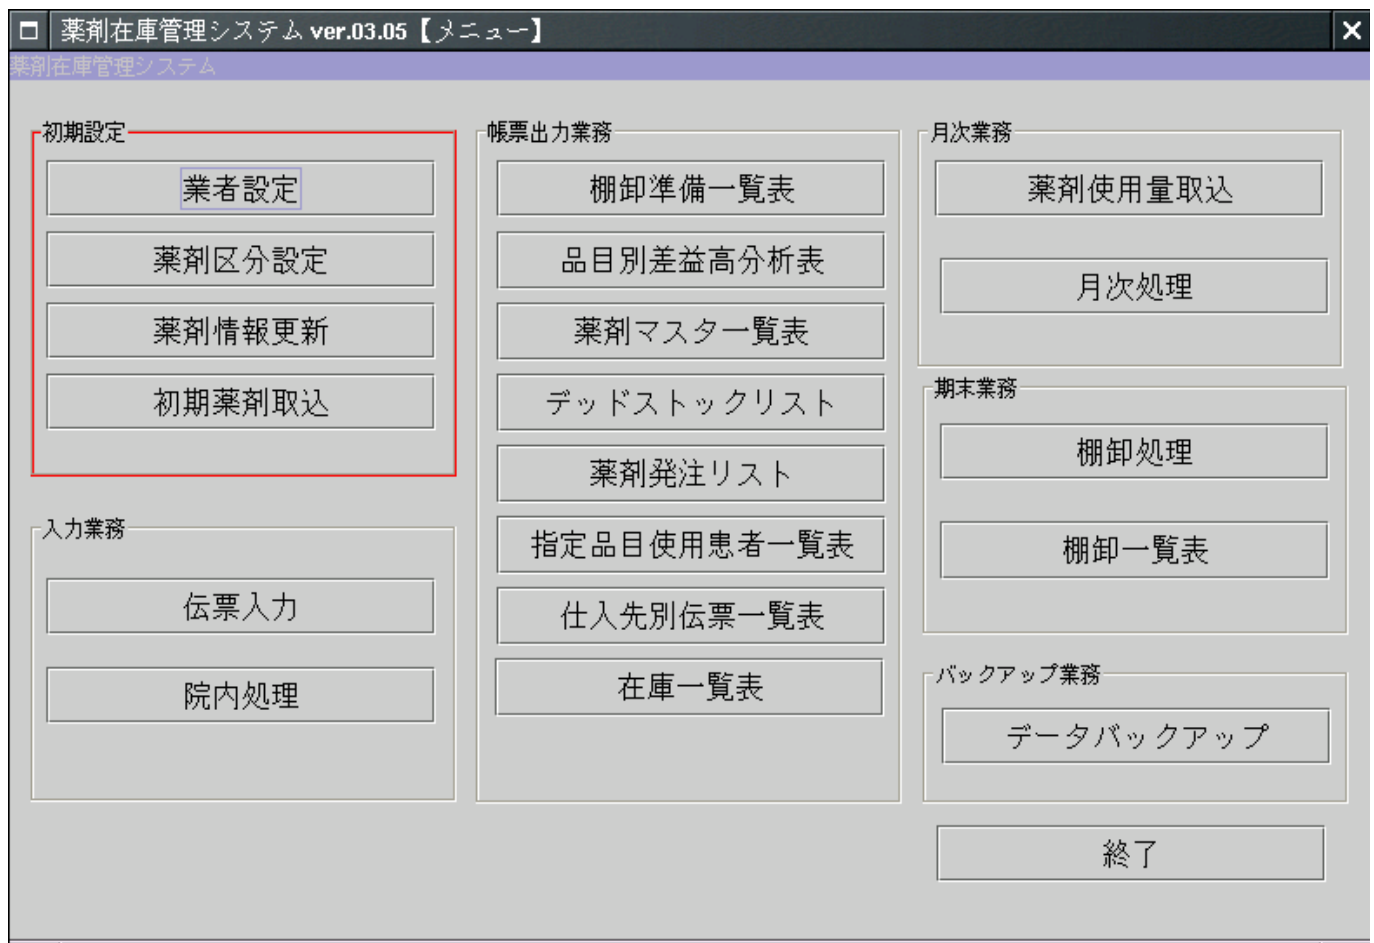 薬剤在庫管理システム ver.03.05【メニュー】
薬剤在庫管理システム
初期設定
業者設定
薬剤区分設定
薬剤情報更新
初期薬剤取込
入力業務
伝票入力
院内処理
帳票出力業務
棚卸準備一覧表
品目別差益高分析表
薬剤マスター覧表
デッドストックリスト
薬剤発注リスト
指定品目使用患者一覧表
仕入先別伝票一覧表
在庫一覧表
月次業務
薬剤使用量取込
月次処理
期末業務
棚卸処理
棚卸一覧表
バックアップ業務
データバックアップ
終了